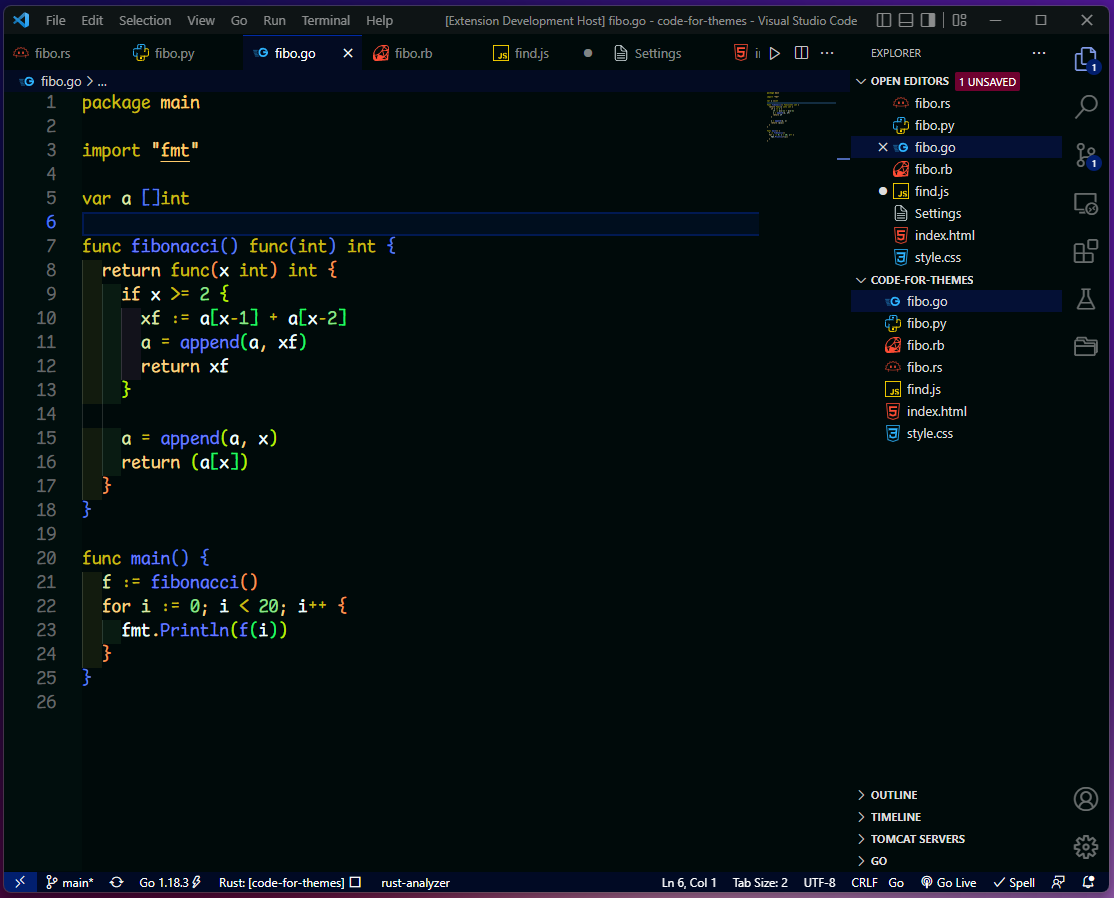 File Edit Selection View Go Run Terminal Help [Extension Development Host] fibo.go - code-for-themes - Visual Studio Code
fibo.rs fibo.py fibo.go fibo.rb find.js Settings
fibo.go > ...
1 package main
2
3 import "fmt"
4
5 var a []int
6
7 func fibonacci() func(int) int {
8 return func(x int) int {
9 if x >= 2 {
10 xf := a[x-1] + a[x-2]
11 a = append(a, xf)
12 return xf
13 }
14
15 a = append(a, x)
16 return (a[x])
17 }
18 }
19
20 func main() {
21 f := fibonacci()
22 for i := 0; i < 20; i++ {
23 fmt.Println(f(i))
24 }
25 }
26
EXPLORER
OPEN EDITORS 1 UNSAVED
fibo.rs
fibo.py
fibo.go
fibo.rb
JS find.js
Settings
index.html
style.css
CODE-FOR-THEMES
fibo.go
fibo.py
fibo.rb
fibo.rs
JS find.js
index.html
style.css
OUTLINE
TIMELINE
TOMCAT SERVERS
GO
1
1
main* Go 1.18.3 Rust: [code-for-themes] rust-analyzer Ln 6, Col 1 Tab Size: 2 UTF-8 CRLF Go Go Live Spell